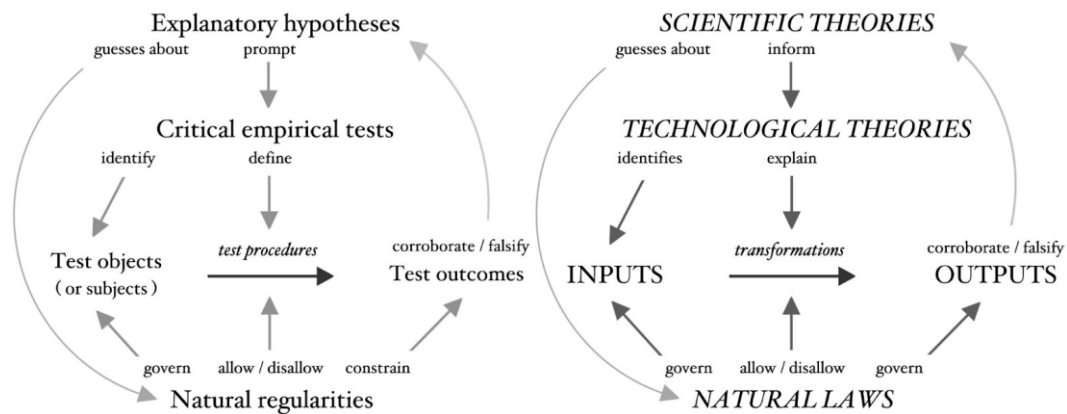 Explanatory hypotheses
guesses about prompt
Critical empirical tests
identify define
test procedures
Test objects
(or subjects)
corroborate / falsify
Test outcomes
govern allow / disallow constrain
Natural regularities
SCIENTIFIC THEORIES
guesses about inform
TECHNOLOGICAL THEORIES
identifies explain
transformations
INPUTS
corroborate / falsify
OUTPUTS
govern allow / disallow govern
NATURAL LAWS